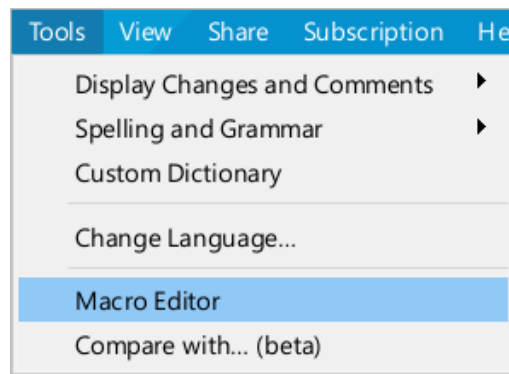 Tools View Share Subscription He
Display Changes and Comments
Spelling and Grammar
Custom Dictionary
Change Language...
Macro Editor
Compare with... (beta)